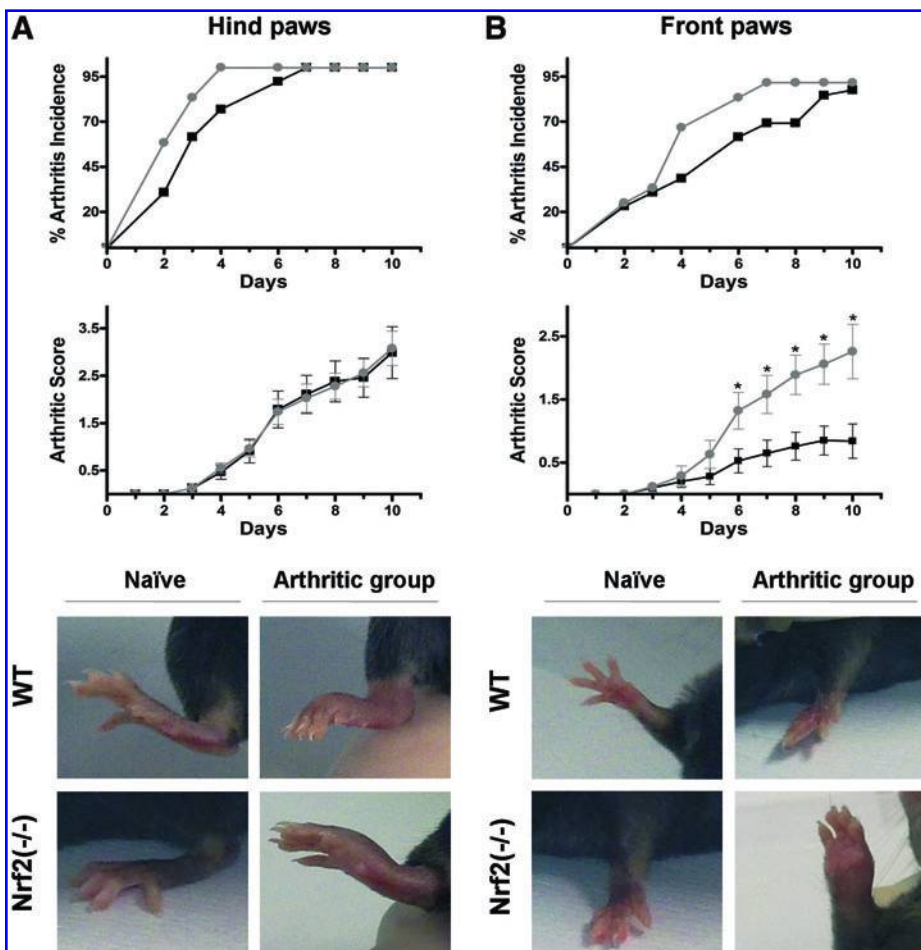 A Hind paws
% Arthritis Incidence
95
70
45
20
0 2 4 6 8 10
Days
Arthritic Score
3.5
2.5
1.5
0.5
0 2 4 6 8 10
Days
Naïve Arthritic group
WT
Nrf2(-/-)
B Front paws
% Arthritis Incidende
95
70
45
20
0 2 4 6 8 10
Days
Arthritic Score
2.5
1.5
0.5
* * * * *
0 2 4 6 8 10
Days
Naïve Arthritic group
WT
Nrf2(-/-)